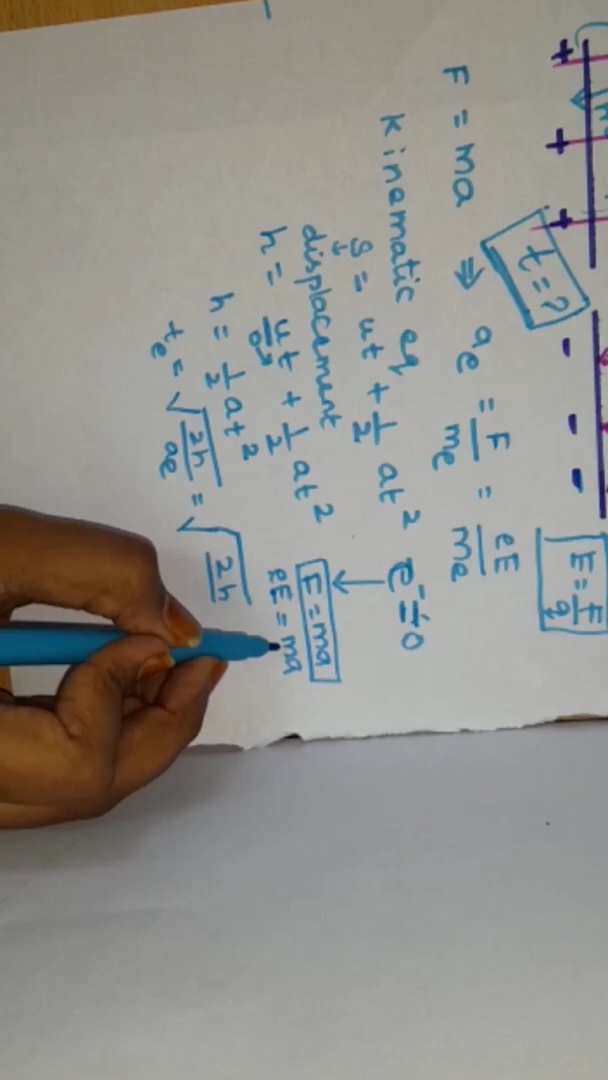 + + +
t = ?
- - -
E = F/q
F = ma ⇒ ae = F/me = eE/me
Kinematic eq
S = ut + 1/2 at²
↓
displacement
h = ut + 1/2 at²
0
h = 1/2 at²
te = √2h/ae = √2h
F = ma
eE = ma